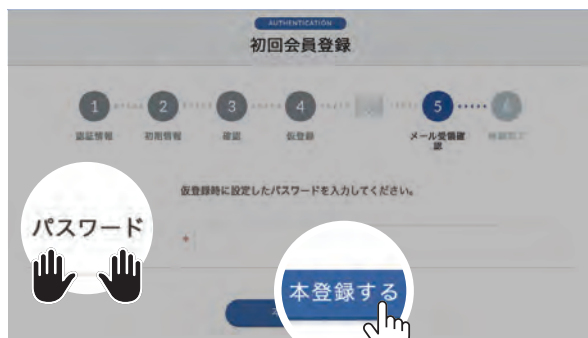 AUTHENTICATION
初回会員登録
1 2 3 4 5
認証情報 初期情報 確認 仮登録 メール受領確認
仮登録時に設定したパスワードを入力してください。
パスワード
*
本登録する